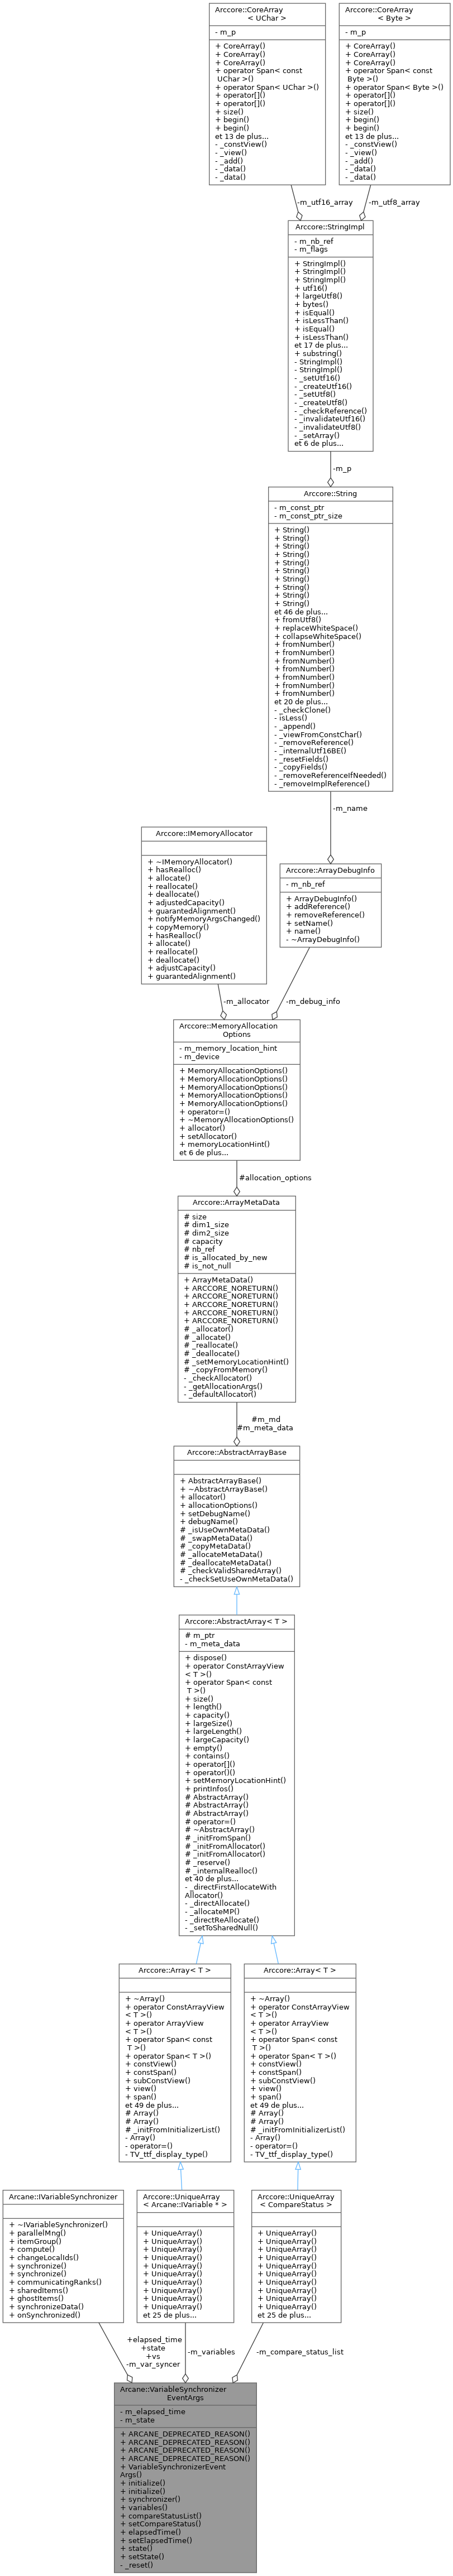 Arccore::CoreArray
< UChar >
- m_p
+ CoreArray()
+ CoreArray()
+ CoreArray()
+ operator Span< const
UChar >()
+ operator Span< UChar >()
+ operator[]()
+ operator[]()
+ size()
+ begin()
+ begin()
et 13 de plus...
- _constView()
- _view()
- _add()
- _data()
- _data()
Arccore::CoreArray
< Byte >
- m_p
+ CoreArray()
+ CoreArray()
+ CoreArray()
+ operator Span< const
Byte >()
+ operator Span< Byte >()
+ operator[]()
+ operator[]()
+ size()
+ begin()
+ begin()
et 13 de plus...
- _constView()
- _view()
- _add()
- _data()
- _data()
-m_utf16_array
-m_utf8_array
Arccore::StringImpl
- m_nb_ref
- m_flags
+ StringImpl()
+ StringImpl()
+ StringImpl()
+ utf16()
+ largeUtf8()
+ bytes()
+ isEqual()
+ isLessThan()
+ isEqual()
+ isLessThan()
et 17 de plus...
+ substring()
- StringImpl()
- StringImpl()
- _setUtf16()
- _createUtf16()
- _setUtf8()
- _createUtf8()
- _checkReference()
- _invalidateUtf16()
- _invalidateUtf8()
- _setArray()
et 6 de plus...
-m_p
Arccore::String
- m_const_ptr
- m_const_ptr_size
+ String()
+ String()
+ String()
+ String()
+ String()
+ String()
+ String()
+ String()
+ String()
+ String()
et 46 de plus...
+ fromUtf8()
+ replaceWhiteSpace()
+ collapseWhiteSpace()
+ fromNumber()
+ fromNumber()
+ fromNumber()
+ fromNumber()
+ fromNumber()
+ fromNumber()
+ fromNumber()
et 20 de plus...
- _checkClone()
- isLess()
- _append()
- _viewFromConstChar()
- _removeReference()
- _internalUtf16BE()
- _resetFields()
- _copyFields()
- _removeReferenceIfNeeded()
- _removeImplReference()
-m_name
Arccore::IMemoryAllocator
+ ~IMemoryAllocator()
+ hasRealloc()
+ allocate()
+ reallocate()
+ deallocate()
+ adjustedCapacity()
+ guarantedAlignment()
+ notifyMemoryArgsChanged()
+ copyMemory()
+ hasRealloc()
+ allocate()
+ reallocate()
+ deallocate()
+ adjustCapacity()
+ guarantedAlignment()
Arccore::ArrayDebugInfo
- m_nb_ref
+ ArrayDebugInfo()
+ addReference()
+ removeReference()
+ setName()
+ name()
- ~ArrayDebugInfo()
-m_allocator
-m_debug_info
Arccore::MemoryAllocation
Options
- m_memory_location_hint
- m_device
+ MemoryAllocationOptions()
+ MemoryAllocationOptions()
+ MemoryAllocationOptions()
+ MemoryAllocationOptions()
+ MemoryAllocationOptions()
+ operator=()
+ ~MemoryAllocationOptions()
+ allocator()
+ setAllocator()
+ memoryLocationHint()
et 6 de plus...
#allocation_options
Arccore::ArrayMetaData
# size
# dim1_size
# dim2_size
# capacity
# nb_ref
# is_allocated_by_new
# is_not_null
+ ArrayMetaData()
+ ARCCORE_NORETURN()
+ ARCCORE_NORETURN()
+ ARCCORE_NORETURN()
+ ARCCORE_NORETURN()
+ ARCCORE_NORETURN()
# _allocator()
# _allocate()
# _reallocate()
# _deallocate()
# _setMemoryLocationHint()
# _copyFromMemory()
- _checkAllocator()
- _getAllocationArgs()
- _defaultAllocator()
#m_md
#m_meta_data
Arccore::AbstractArrayBase
+ AbstractArrayBase()
+ ~AbstractArrayBase()
+ allocator()
+ allocationOptions()
+ setDebugName()
+ debugName()
# _isUseOwnMetaData()
# _swapMetaData()
# _copyMetaData()
# _allocateMetaData()
# _deallocateMetaData()
# _checkValidSharedArray()
- _checkSetUseOwnMetaData()
Arccore::AbstractArray< T >
# m_ptr
- m_meta_data
+ dispose()
+ operator ConstArrayView
< T >()
+ operator Span< const
T >()
+ size()
+ length()
+ capacity()
+ largeSize()
+ largeLength()
+ largeCapacity()
+ empty()
+ contains()
+ operator[]()
+ operator()()
+ setMemoryLocationHint()
+ printInfos()
# AbstractArray()
# AbstractArray()
# AbstractArray()
# operator=()
# ~AbstractArray()
# _initFromSpan()
# _initFromAllocator()
# _initFromAllocator()
# _reserve()
# _internalRealloc()
et 40 de plus...
- _directFirstAllocateWith
Allocator()
- _directAllocate()
- _allocateMP()
- _directReAllocate()
- _setToSharedNull()
Arccore::Array< T >
+ ~Array()
+ operator ConstArrayView
< T >()
+ operator ArrayView
< T >()
+ operator Span< const
T >()
+ operator Span< T >()
+ constView()
+ constSpan()
+ subConstView()
+ view()
+ span()
et 49 de plus...
# Array()
# Array()
# _initFromInitializerList()
- Array()
- operator=()
- TV_ttf_display_type()
Arccore::Array< T >
+ ~Array()
+ operator ConstArrayView
< T >()
+ operator ArrayView
< T >()
+ operator Span< const
T >()
+ operator Span< T >()
+ constView()
+ constSpan()
+ subConstView()
+ view()
+ span()
et 49 de plus...
# Array()
# Array()
# _initFromInitializerList()
- Array()
- operator=()
- TV_ttf_display_type()
Arcane::IVariableSynchronizer
+ ~IVariableSynchronizer()
+ parallelMng()
+ itemGroup()
+ compute()
+ changeLocalIds()
+ synchronize()
+ synchronize()
+ communicatingRanks()
+ sharedItems()
+ ghostItems()
+ synchronizeData()
+ onSynchronized()
Arccore::UniqueArray
< Arcane::IVariable * >
+ UniqueArray()
+ UniqueArray()
+ UniqueArray()
+ UniqueArray()
+ UniqueArray()
+ UniqueArray()
+ UniqueArray()
+ UniqueArray()
+ UniqueArray()
+ UniqueArray()
et 25 de plus...
Arccore::UniqueArray
< CompareStatus >
+ UniqueArray()
+ UniqueArray()
+ UniqueArray()
+ UniqueArray()
+ UniqueArray()
+ UniqueArray()
+ UniqueArray()
+ UniqueArray()
+ UniqueArray()
+ UniqueArray()
et 25 de plus...
+elapsed_time
+state
+vs
-m_var_syncer
-m_variables
-m_compare_status_list
Arcane::VariableSynchronizer
EventArgs
- m_elapsed_time
- m_state
+ ARCANE_DEPRECATED_REASON()
+ ARCANE_DEPRECATED_REASON()
+ ARCANE_DEPRECATED_REASON()
+ ARCANE_DEPRECATED_REASON()
+ VariableSynchronizerEvent
Args()
+ initialize()
+ initialize()
+ synchronizer()
+ variables()
+ compareStatusList()
+ setCompareStatus()
+ elapsedTime()
+ setElapsedTime()
+ state()
+ setState()
- _reset()